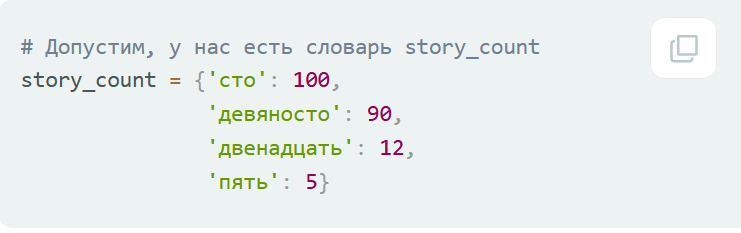 # Допустим, у нас есть словарь story_count
story_count = {'сто': 100,
'девяносто': 90,
'двенадцать': 12,
'пять': 5}